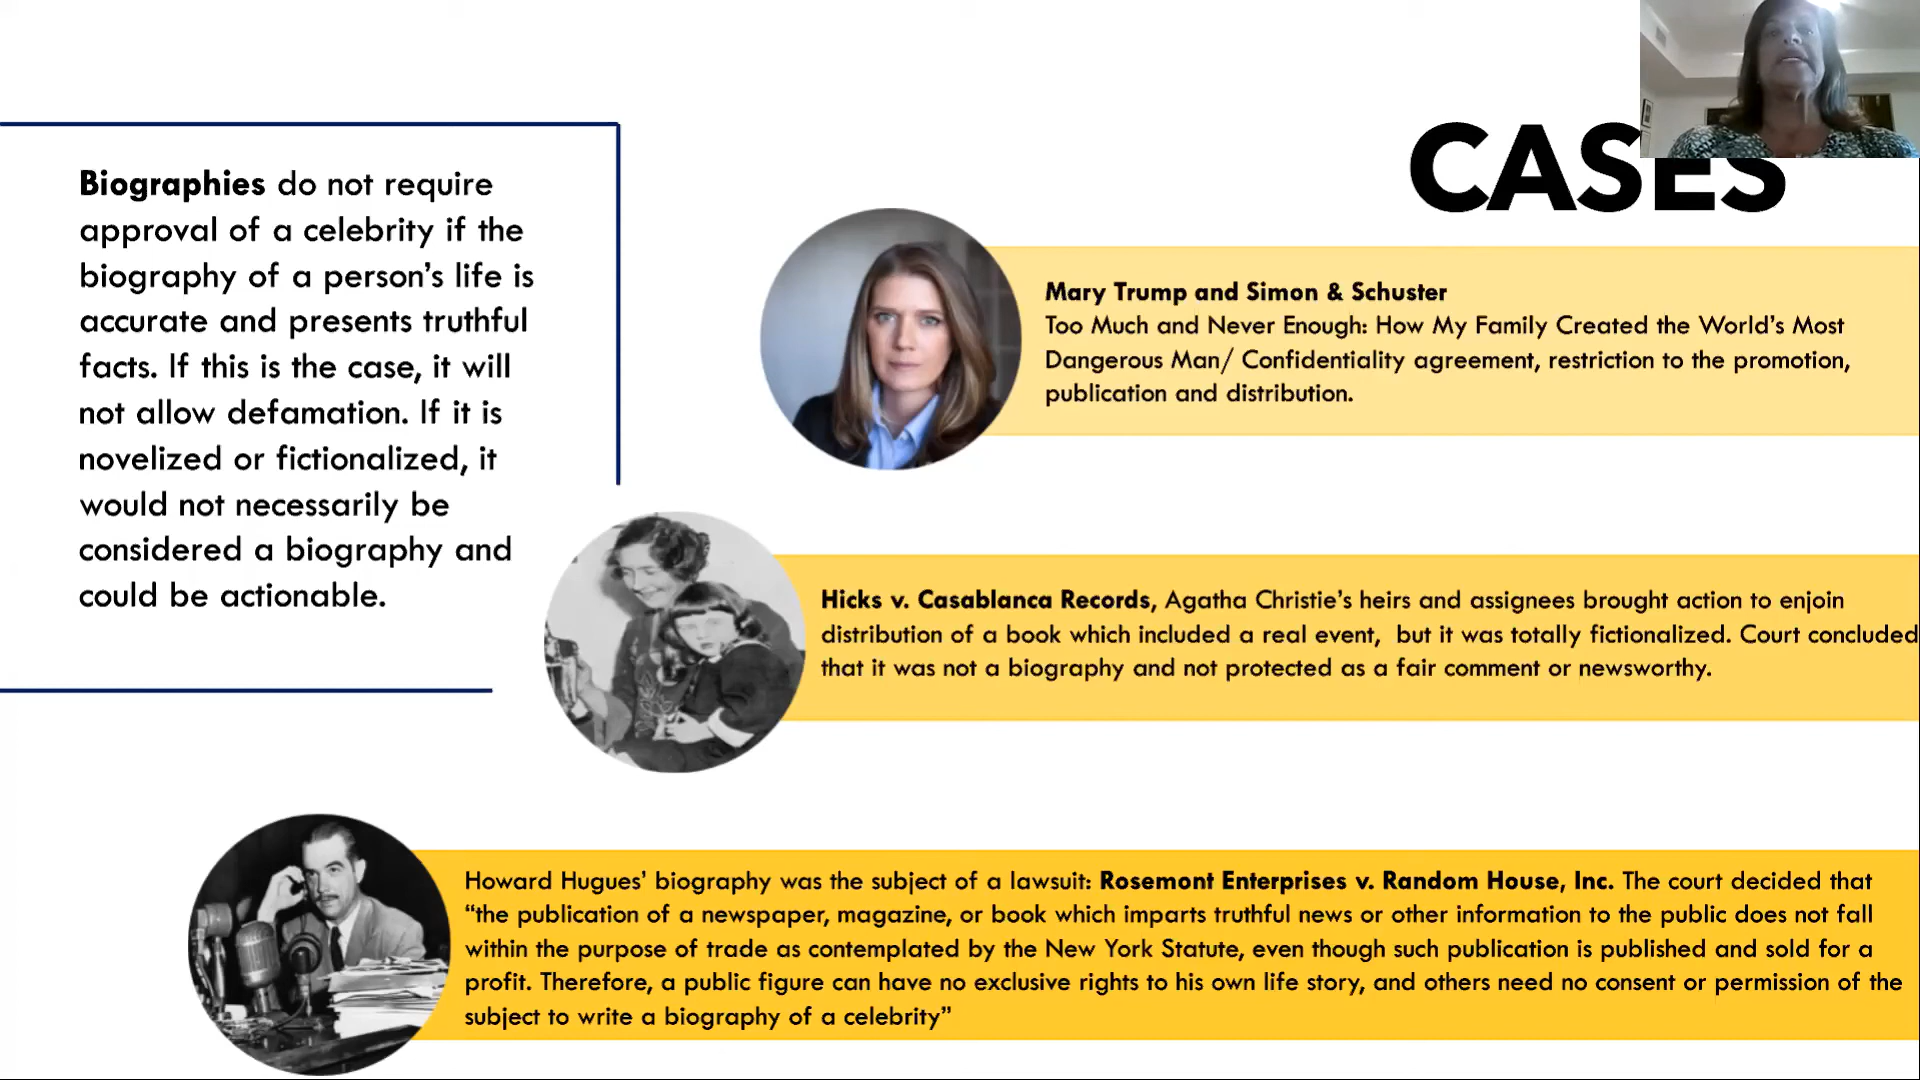 CASES
Biographies do not require
approval of a celebrity if the
biography of a person’s life is
accurate and presents truthful
facts. If this is the case, it will
not allow defamation. If it is
novelized or fictionalized, it
would not necessarily be
considered a biography and
could be actionable.
Mary Trump and Simon & Schuster
Too Much and Never Enough: How My Family Created the World’s Most
Dangerous Man/ Confidentiality agreement, restriction to the promotion,
publication and distribution.
Hicks v. Casablanca Records, Agatha Christie’s heirs and assignees brought action to enjoin
distribution of a book which included a real event, but it was totally fictionalized. Court concluded
that it was not a biography and not protected as a fair comment or newsworthy.
Howard Hugues’ biography was the subject of a lawsuit: Rosemont Enterprises v. Random House, Inc. The court decided that
“the publication of a newspaper, magazine, or book which imparts truthful news or other information to the public does not fall
within the purpose of trade as contemplated by the New York Statute, even though such publication is published and sold for a
profit. Therefore, a public figure can have no exclusive rights to his own life story, and others need no consent or permission of the
subject to write a biography of a celebrity”